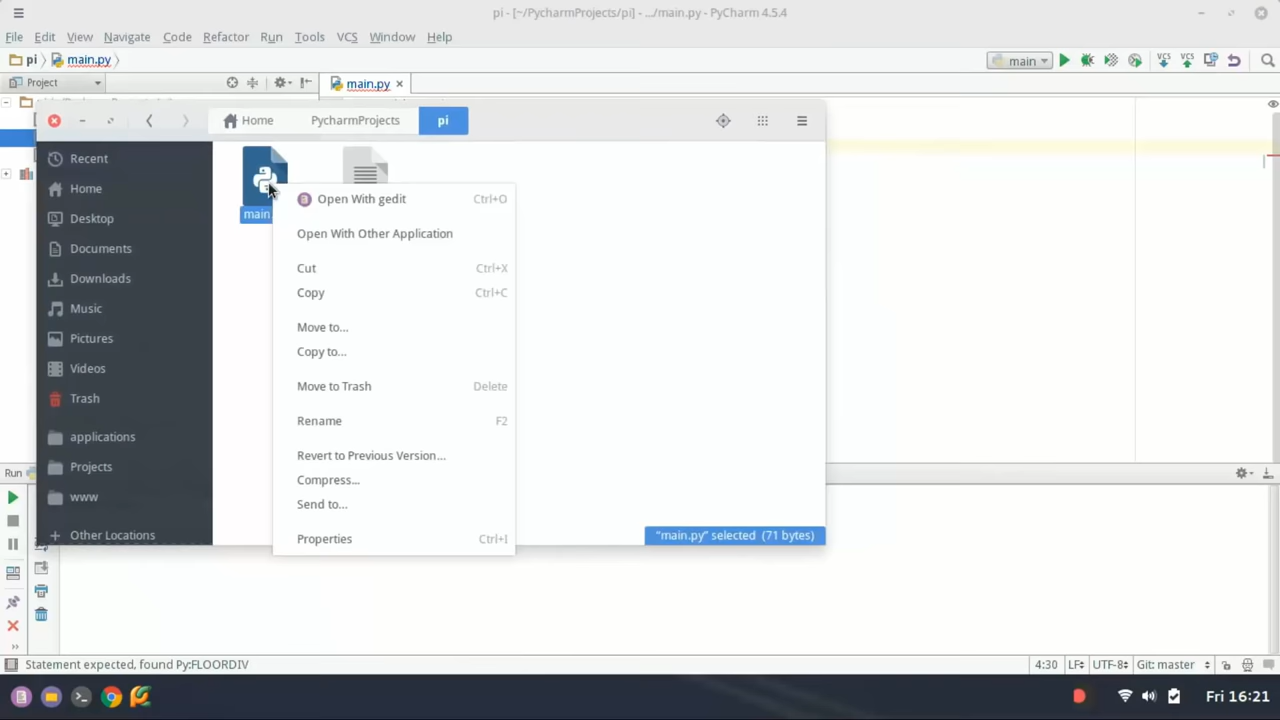 pi - [~/PycharmProjects/pi] - .../main.py - PyCharm 4.5.4
File Edit View Navigate Code Refactor Run Tools VCS Window Help
pi main.py main VCS VCS
Project main.py
Home PycharmProjects pi
Recent
Home
Desktop
Documents
Downloads
Music
Pictures
Videos
Trash
applications
Projects
www
Other Locations
main.
Open With gedit Ctrl+O
Open With Other Application
Cut Ctrl+X
Copy Ctrl+C
Move to...
Copy to...
Move to Trash Delete
Rename F2
Revert to Previous Version...
Compress...
Send to...
Properties Ctrl+I
"main.py" selected (71 bytes)
Run
Statement expected, found Py:FLOORDIV 4:30 LF UTF-8 Git: master
Fri 16:21